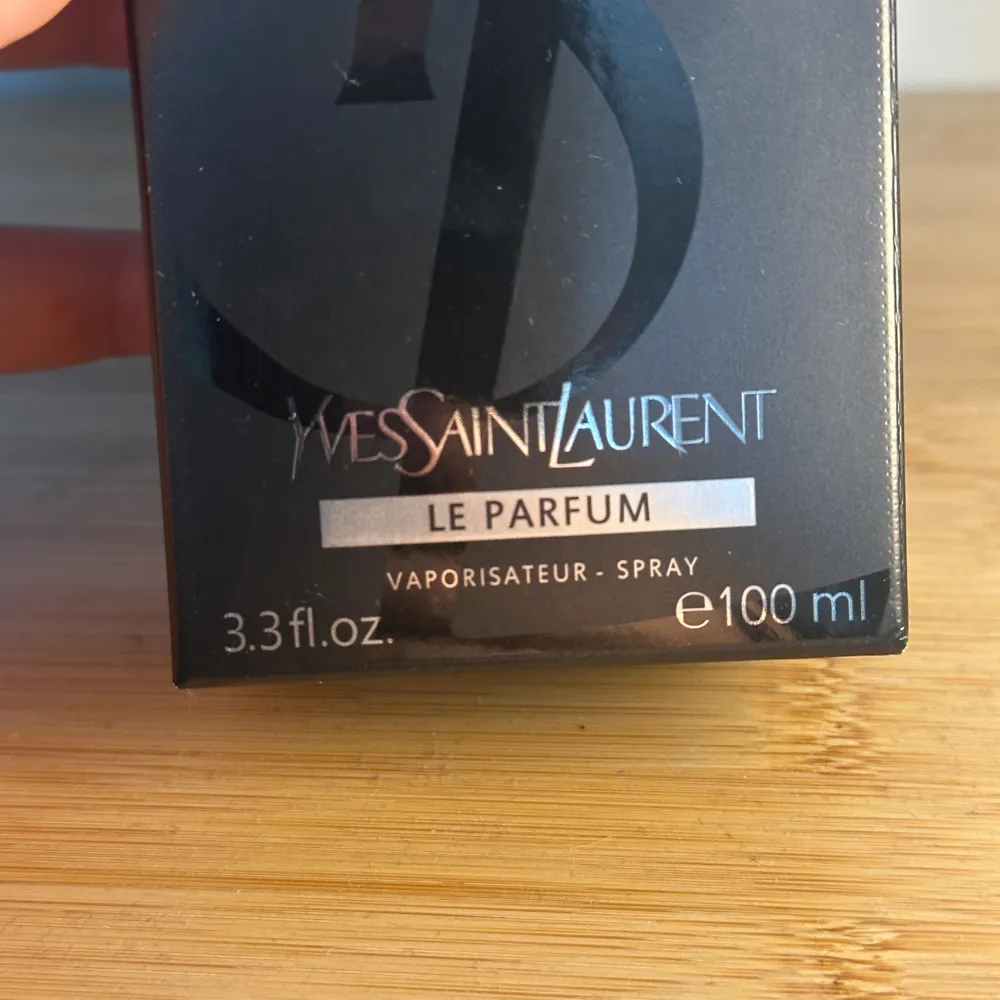 YVESSAINTLAURENT
LE PARFUM
VAPORISATEUR - SPRAY
3.3 fl.oz. ℮100 ml